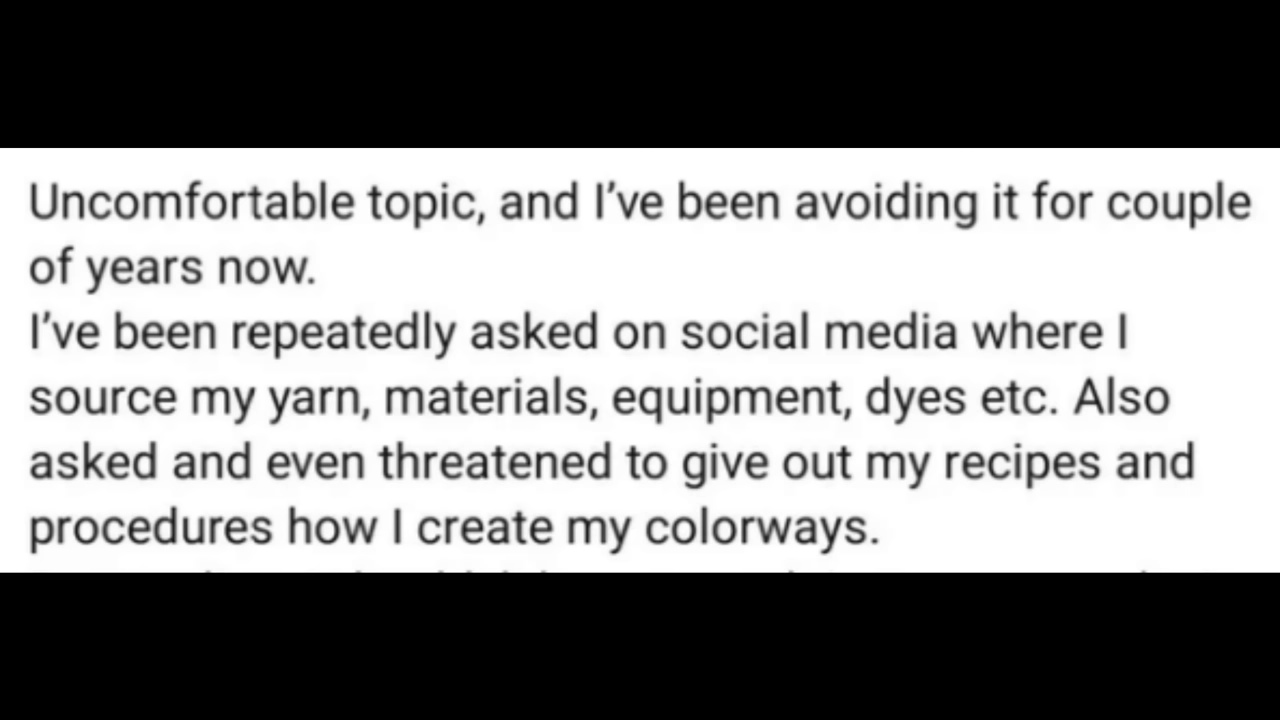 Uncomfortable topic, and I’ve been avoiding it for couple
of years now.
I’ve been repeatedly asked on social media where I
source my yarn, materials, equipment, dyes etc. Also
asked and even threatened to give out my recipes and
procedures how I create my colorways.